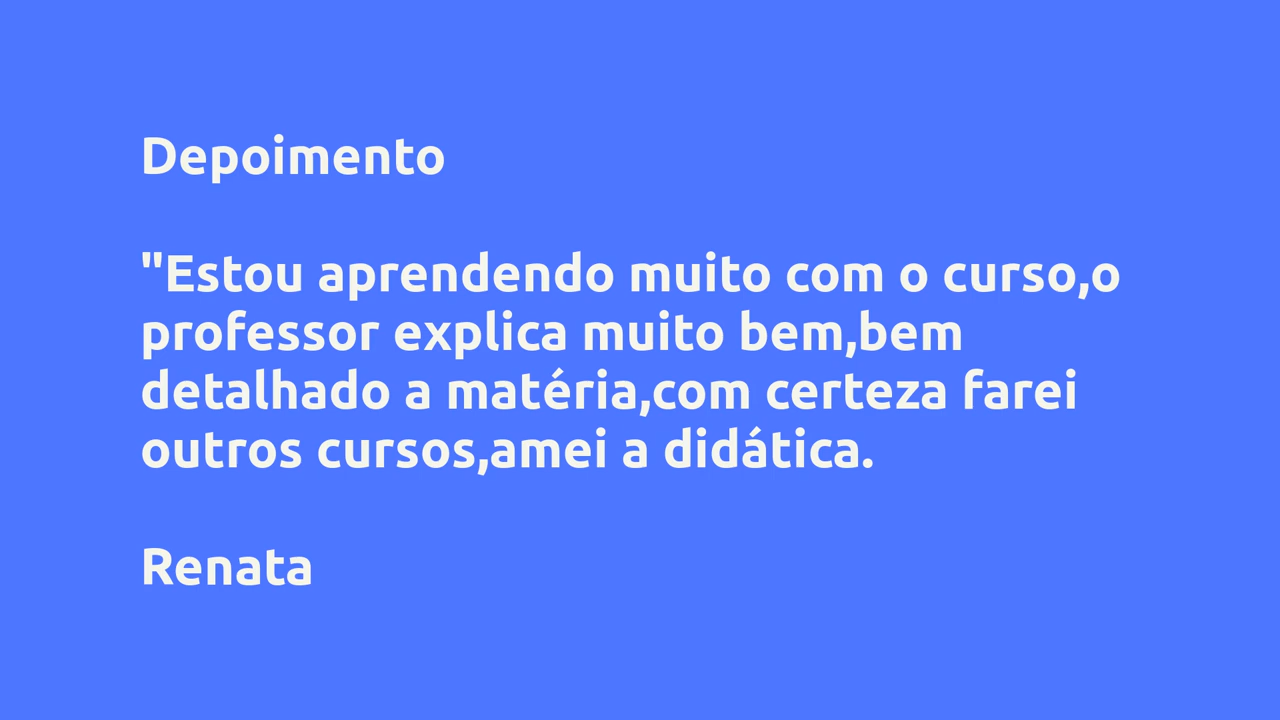 Depoimento
"Estou aprendendo muito com o curso,o
professor explica muito bem,bem
detalhado a matéria,com certeza farei
outros cursos,amei a didática.
Renata